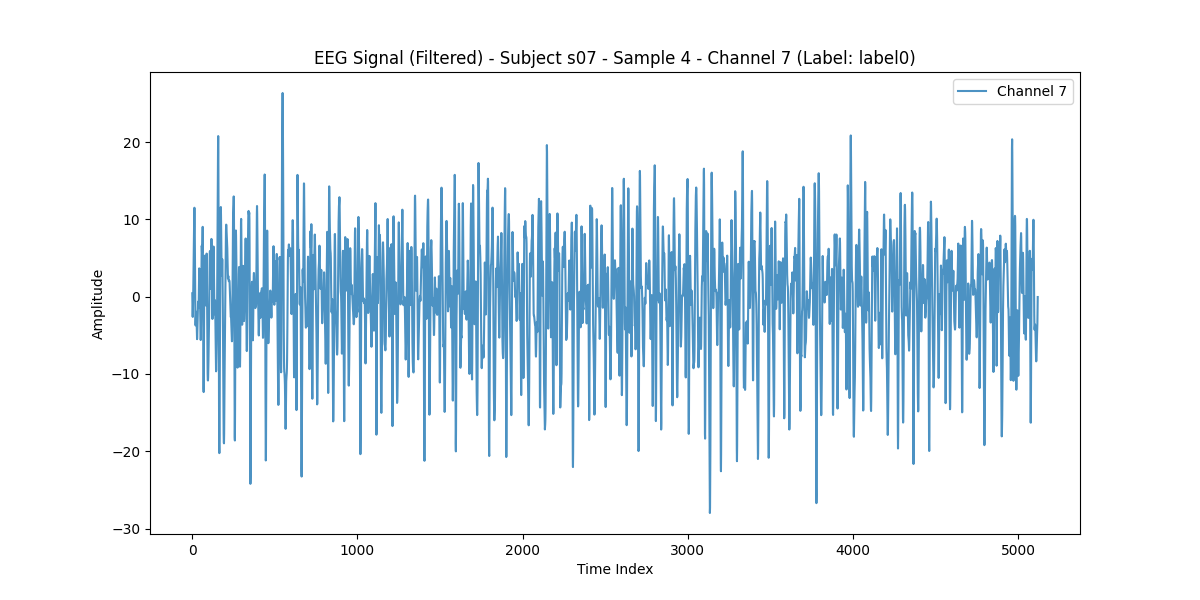 EEG Signal (Filtered) - Subject s07 - Sample 4 - Channel 7 (Label: label0)
Channel 7
Amplitude
20
10
0
−10
−20
−30
0 1000 2000 3000 4000 5000
Time Index